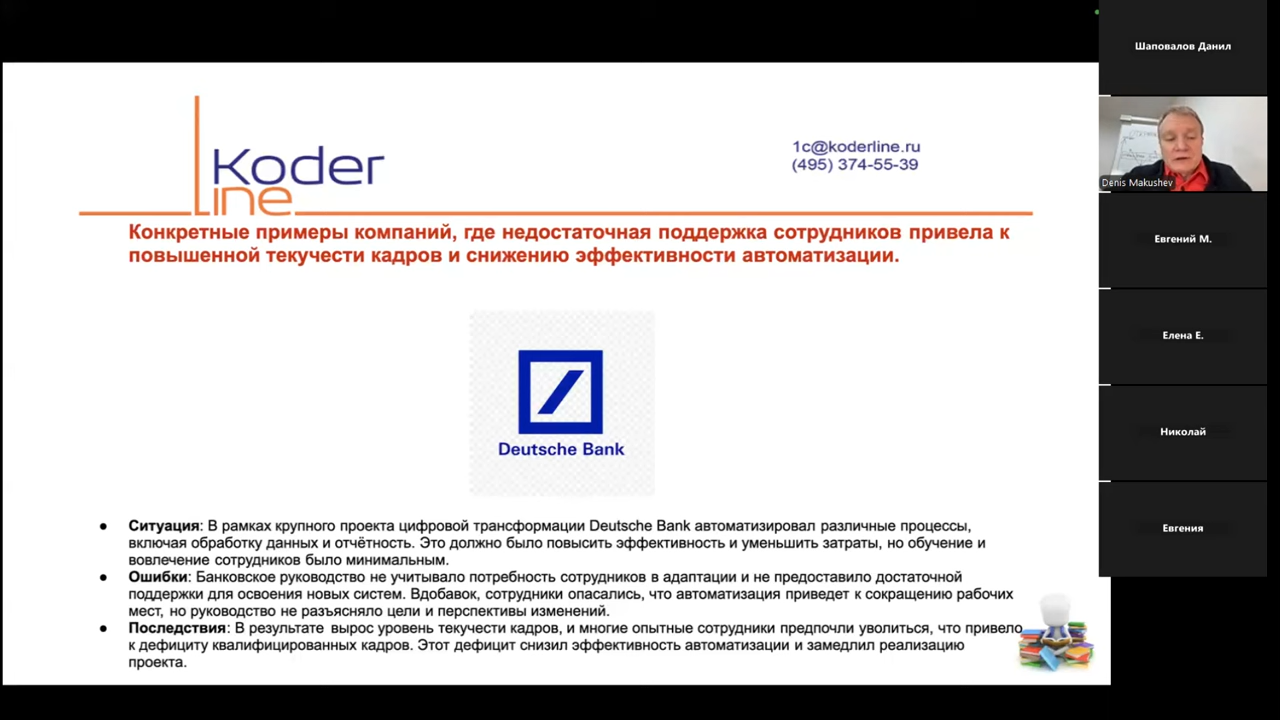 Koder
Line
1c@koderline.ru
(495) 374-55-39
Конкретные примеры компаний, где недостаточная поддержка сотрудников привела к
повышенной текучести кадров и снижению эффективности автоматизации.
Deutsche Bank
● Ситуация: В рамках крупного проекта цифровой трансформации Deutsche Bank автоматизировал различные процессы,
включая обработку данных и отчётность. Это должно было повысить эффективность и уменьшить затраты, но обучение и
вовлечение сотрудников было минимальным.
● Ошибки: Банковское руководство не учитывало потребность сотрудников в адаптации и не предоставило достаточной
поддержки для освоения новых систем. Вдобавок, сотрудники опасались, что автоматизация приведет к сокращению рабочих
мест, но руководство не разъясняло цели и перспективы изменений.
● Последствия: В результате вырос уровень текучести кадров, и многие опытные сотрудники предпочли уволиться, что привело
к дефициту квалифицированных кадров. Этот дефицит снизил эффективность автоматизации и замедлил реализацию
проекта.
Шаповалов Данил
Denis Makushev
Евгений М.
Елена Е.
Николай
Евгения